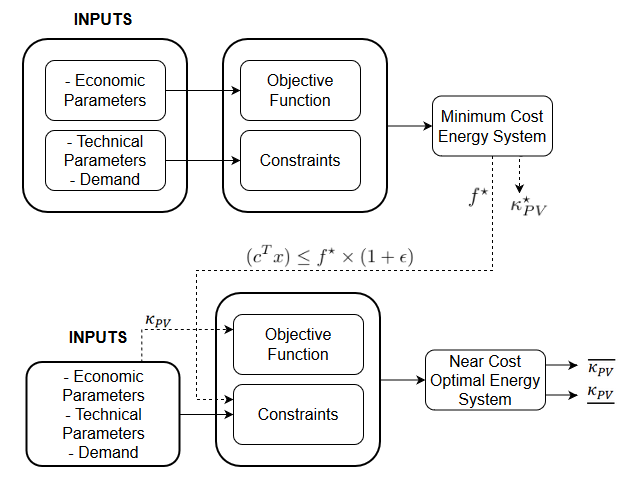 INPUTS
- Economic
Parameters
- Technical
Parameters
- Demand
Objective
Function
Constraints
Minimum Cost
Energy System
f⋆
κ⋆PV
(cᵀx) ≤ f⋆ × (1 + ϵ)
INPUTS
κPV
- Economic
Parameters
- Technical
Parameters
- Demand
Objective
Function
Constraints
Near Cost
Optimal Energy
System
κPV
κPV